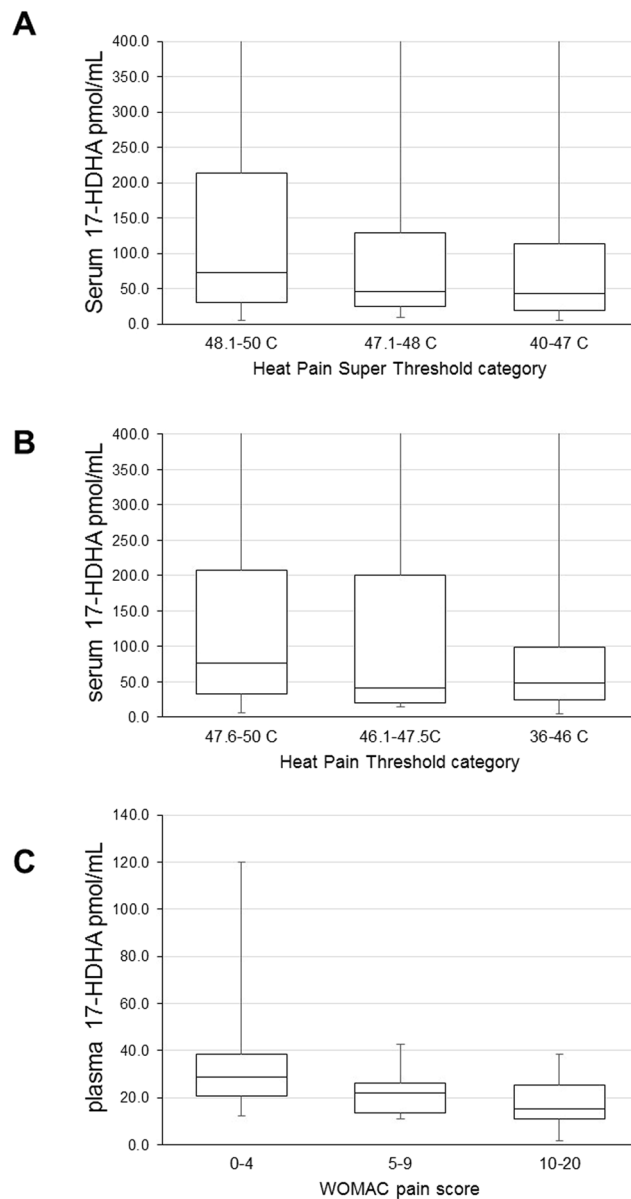 A
Serum 17-HDHA pmol/mL
400.0
350.0
300.0
250.0
200.0
150.0
100.0
50.0
0.0
48.1-50 C 47.1-48 C 40-47 C
Heat Pain Super Threshold category
B
serum 17-HDHA pmol/mL
400.0
350.0
300.0
250.0
200.0
150.0
100.0
50.0
0.0
47.6-50 C 46.1-47.5C 36-46 C
Heat Pain Threshold category
C
plasma 17-HDHA pmol/mL
140.0
120.0
100.0
80.0
60.0
40.0
20.0
0.0
0-4 5-9 10-20
WOMAC pain score